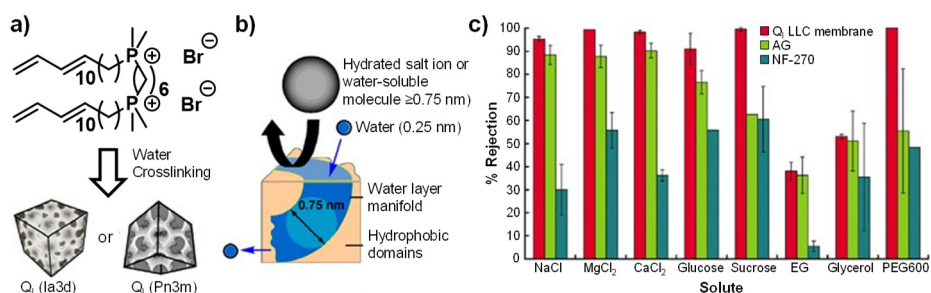 a)
P
+
Br
−
10
6
P
+
Br
−
10
Water
Crosslinking
or
Q_I (Ia3d)
Q_I (Pn3m)
b)
Hydrated salt ion or
water-soluble
molecule ≥0.75 nm)
Water (0.25 nm)
0.75 nm
Water layer
manifold
Hydrophobic
domains
c)
% Rejection
100
90
80
70
60
50
40
30
20
10
0
Q_I LLC membrane
AG
NF-270
NaCl
MgCl₂
CaCl₂
Glucose
Sucrose
EG
Glycerol
PEG600
Solute